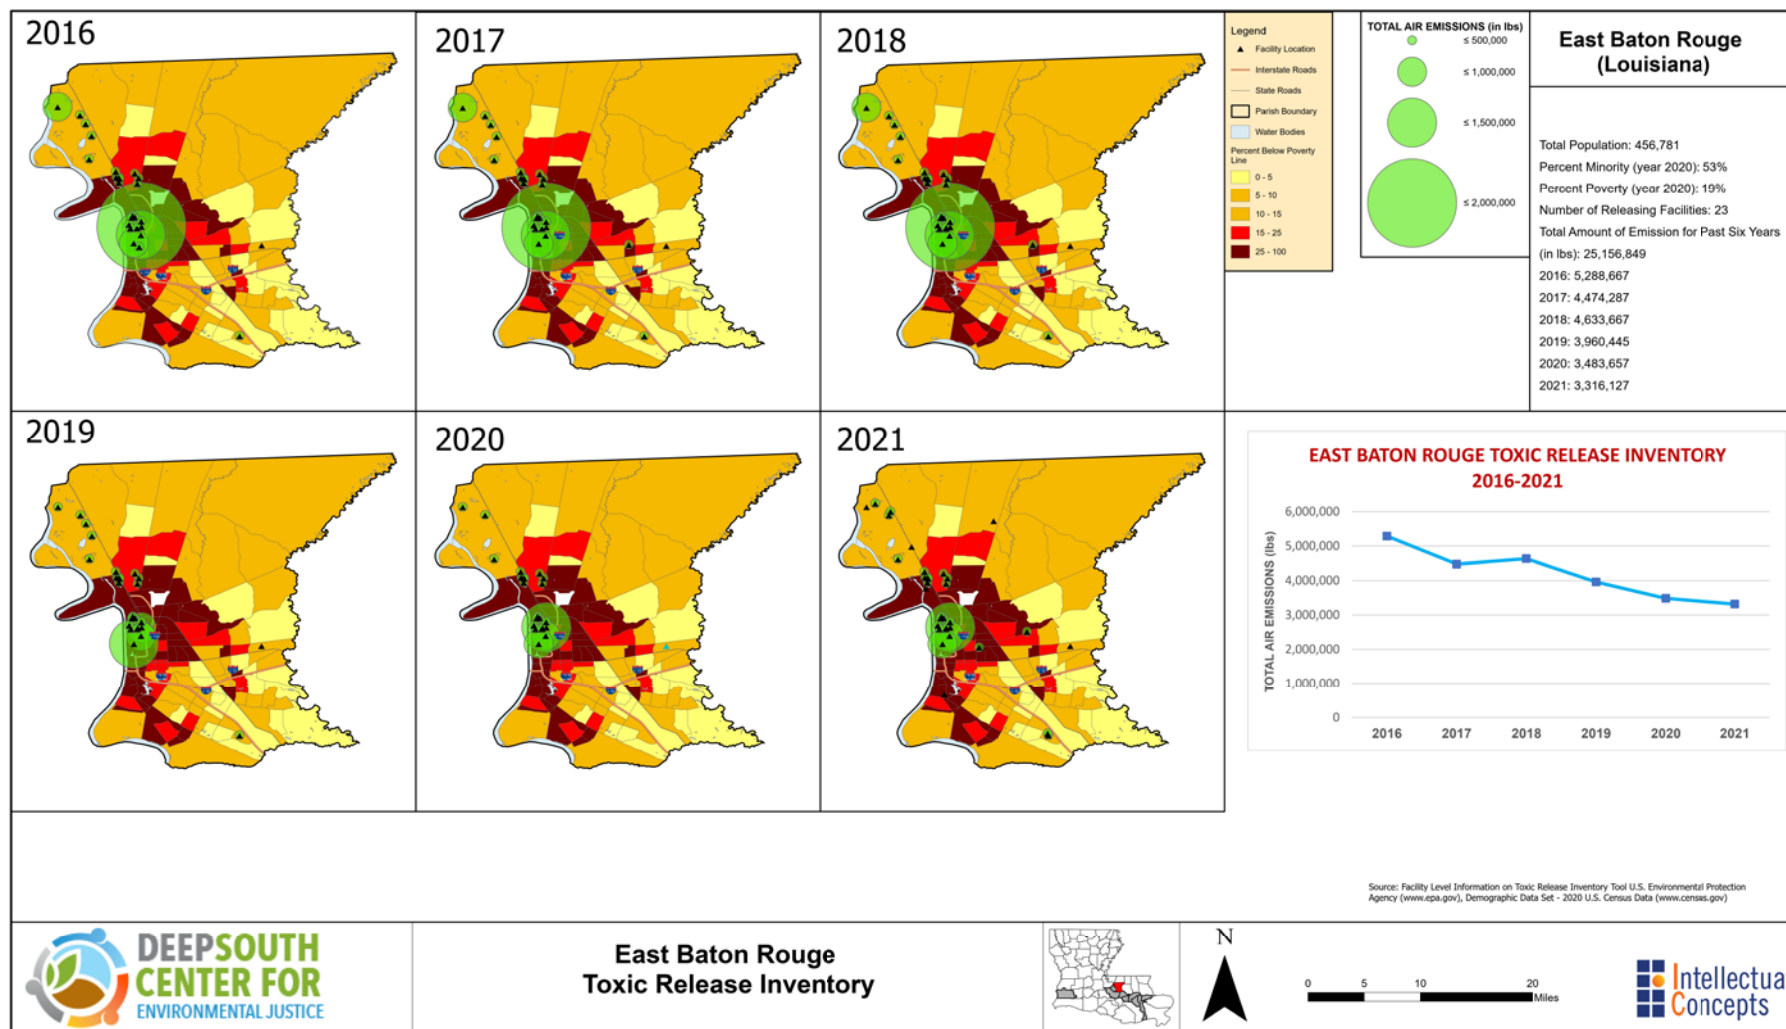 2016
2017
2018
Legend
Facility Location
Interstate Roads
State Roads
Parish Boundary
Water Bodies
Percent Below Poverty
Line
0 - 5
5 - 10
10 - 15
15 - 25
25 - 100
TOTAL AIR EMISSIONS (in lbs)
≤ 500,000
≤ 1,000,000
≤ 1,500,000
≤ 2,000,000
East Baton Rouge
(Louisiana)
Total Population: 456,781
Percent Minority (year 2020): 53%
Percent Poverty (year 2020): 19%
Number of Releasing Facilities: 23
Total Amount of Emission for Past Six Years
(in lbs): 25,156,849
2016: 5,288,667
2017: 4,474,287
2018: 4,633,667
2019: 3,960,445
2020: 3,483,657
2021: 3,316,127
2019
2020
2021
EAST BATON ROUGE TOXIC RELEASE INVENTORY
2016-2021
TOTAL AIR EMISSIONS (lbs)
6,000,000
5,000,000
4,000,000
3,000,000
2,000,000
1,000,000
0
2016 2017 2018 2019 2020 2021
Source: Facility Level Information on Toxic Release Inventory Tool U.S. Environmental Protection
Agency (www.epa.gov), Demographic Data Set - 2020 U.S. Census Data (www.census.gov)
DEEPSOUTH
CENTER FOR
ENVIRONMENTAL JUSTICE
East Baton Rouge
Toxic Release Inventory
N
0 5 10 20
Miles
Intellectua
Concepts